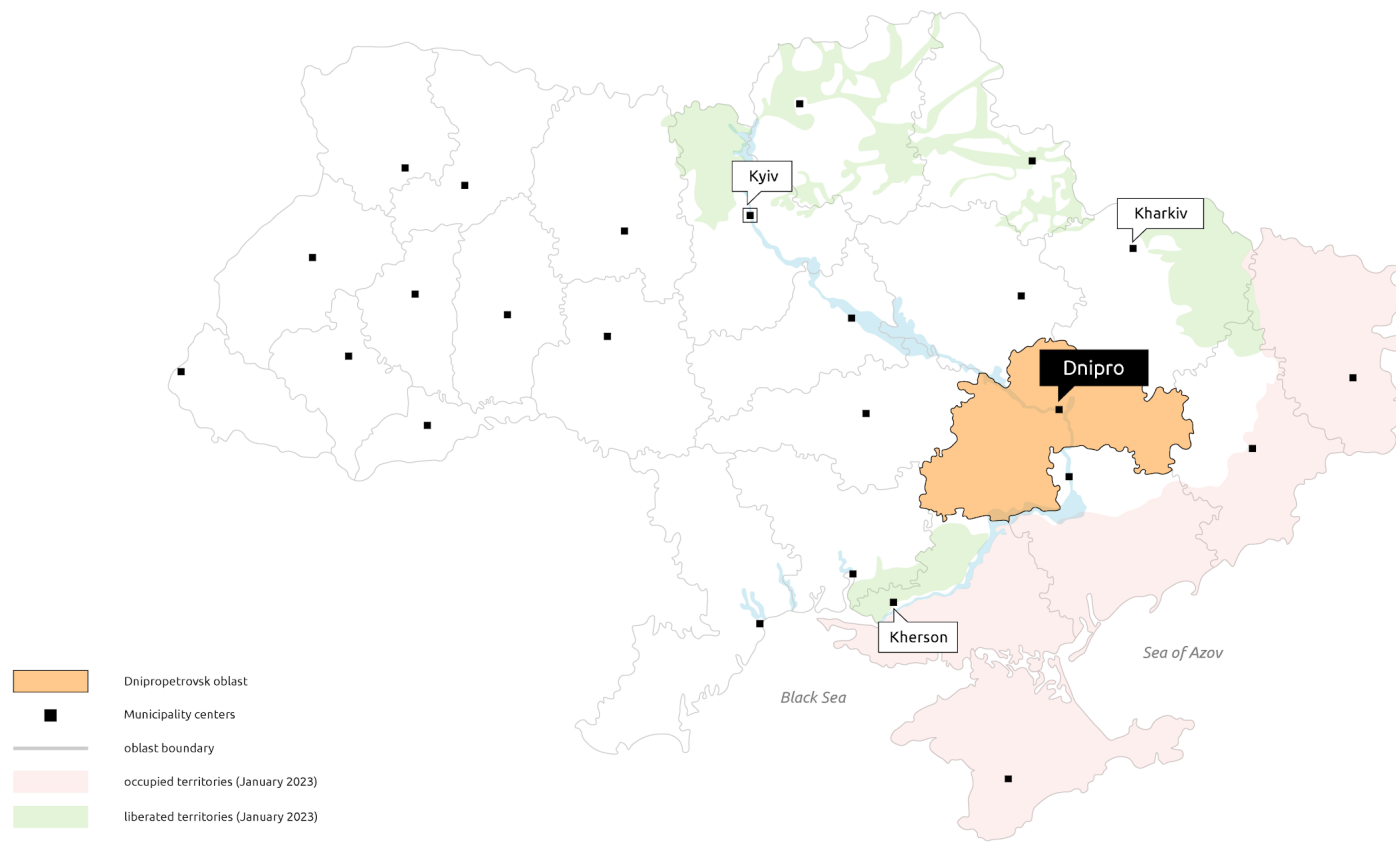 Kyiv
Kharkiv
Dnipro
Kherson
Sea of Azov
Black Sea
Dnipropetrovsk oblast
Municipality centers
oblast boundary
occupied territories (January 2023)
liberated territories (January 2023)